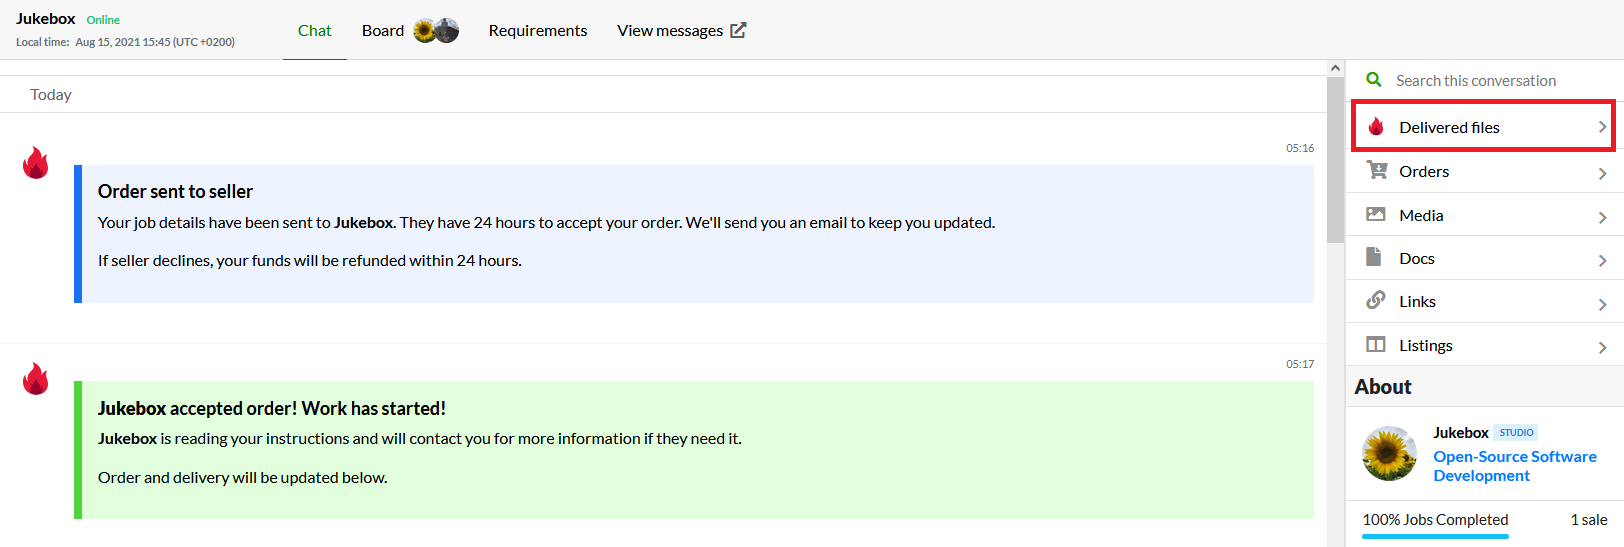 Jukebox Online
Local time: Aug 15, 2021 15:45 (UTC +0200)
Chat
Board
Requirements
View messages
Today
05:16
Order sent to seller
Your job details have been sent to Jukebox. They have 24 hours to accept your order. We'll send you an email to keep you updated.
If seller declines, your funds will be refunded within 24 hours.
05:17
Jukebox accepted order! Work has started!
Jukebox is reading your instructions and will contact you for more information if they need it.
Order and delivery will be updated below.
Search this conversation
Delivered files
Orders
Media
Docs
Links
Listings
About
Jukebox STUDIO
Open-Source Software
Development
100% Jobs Completed 1 sale